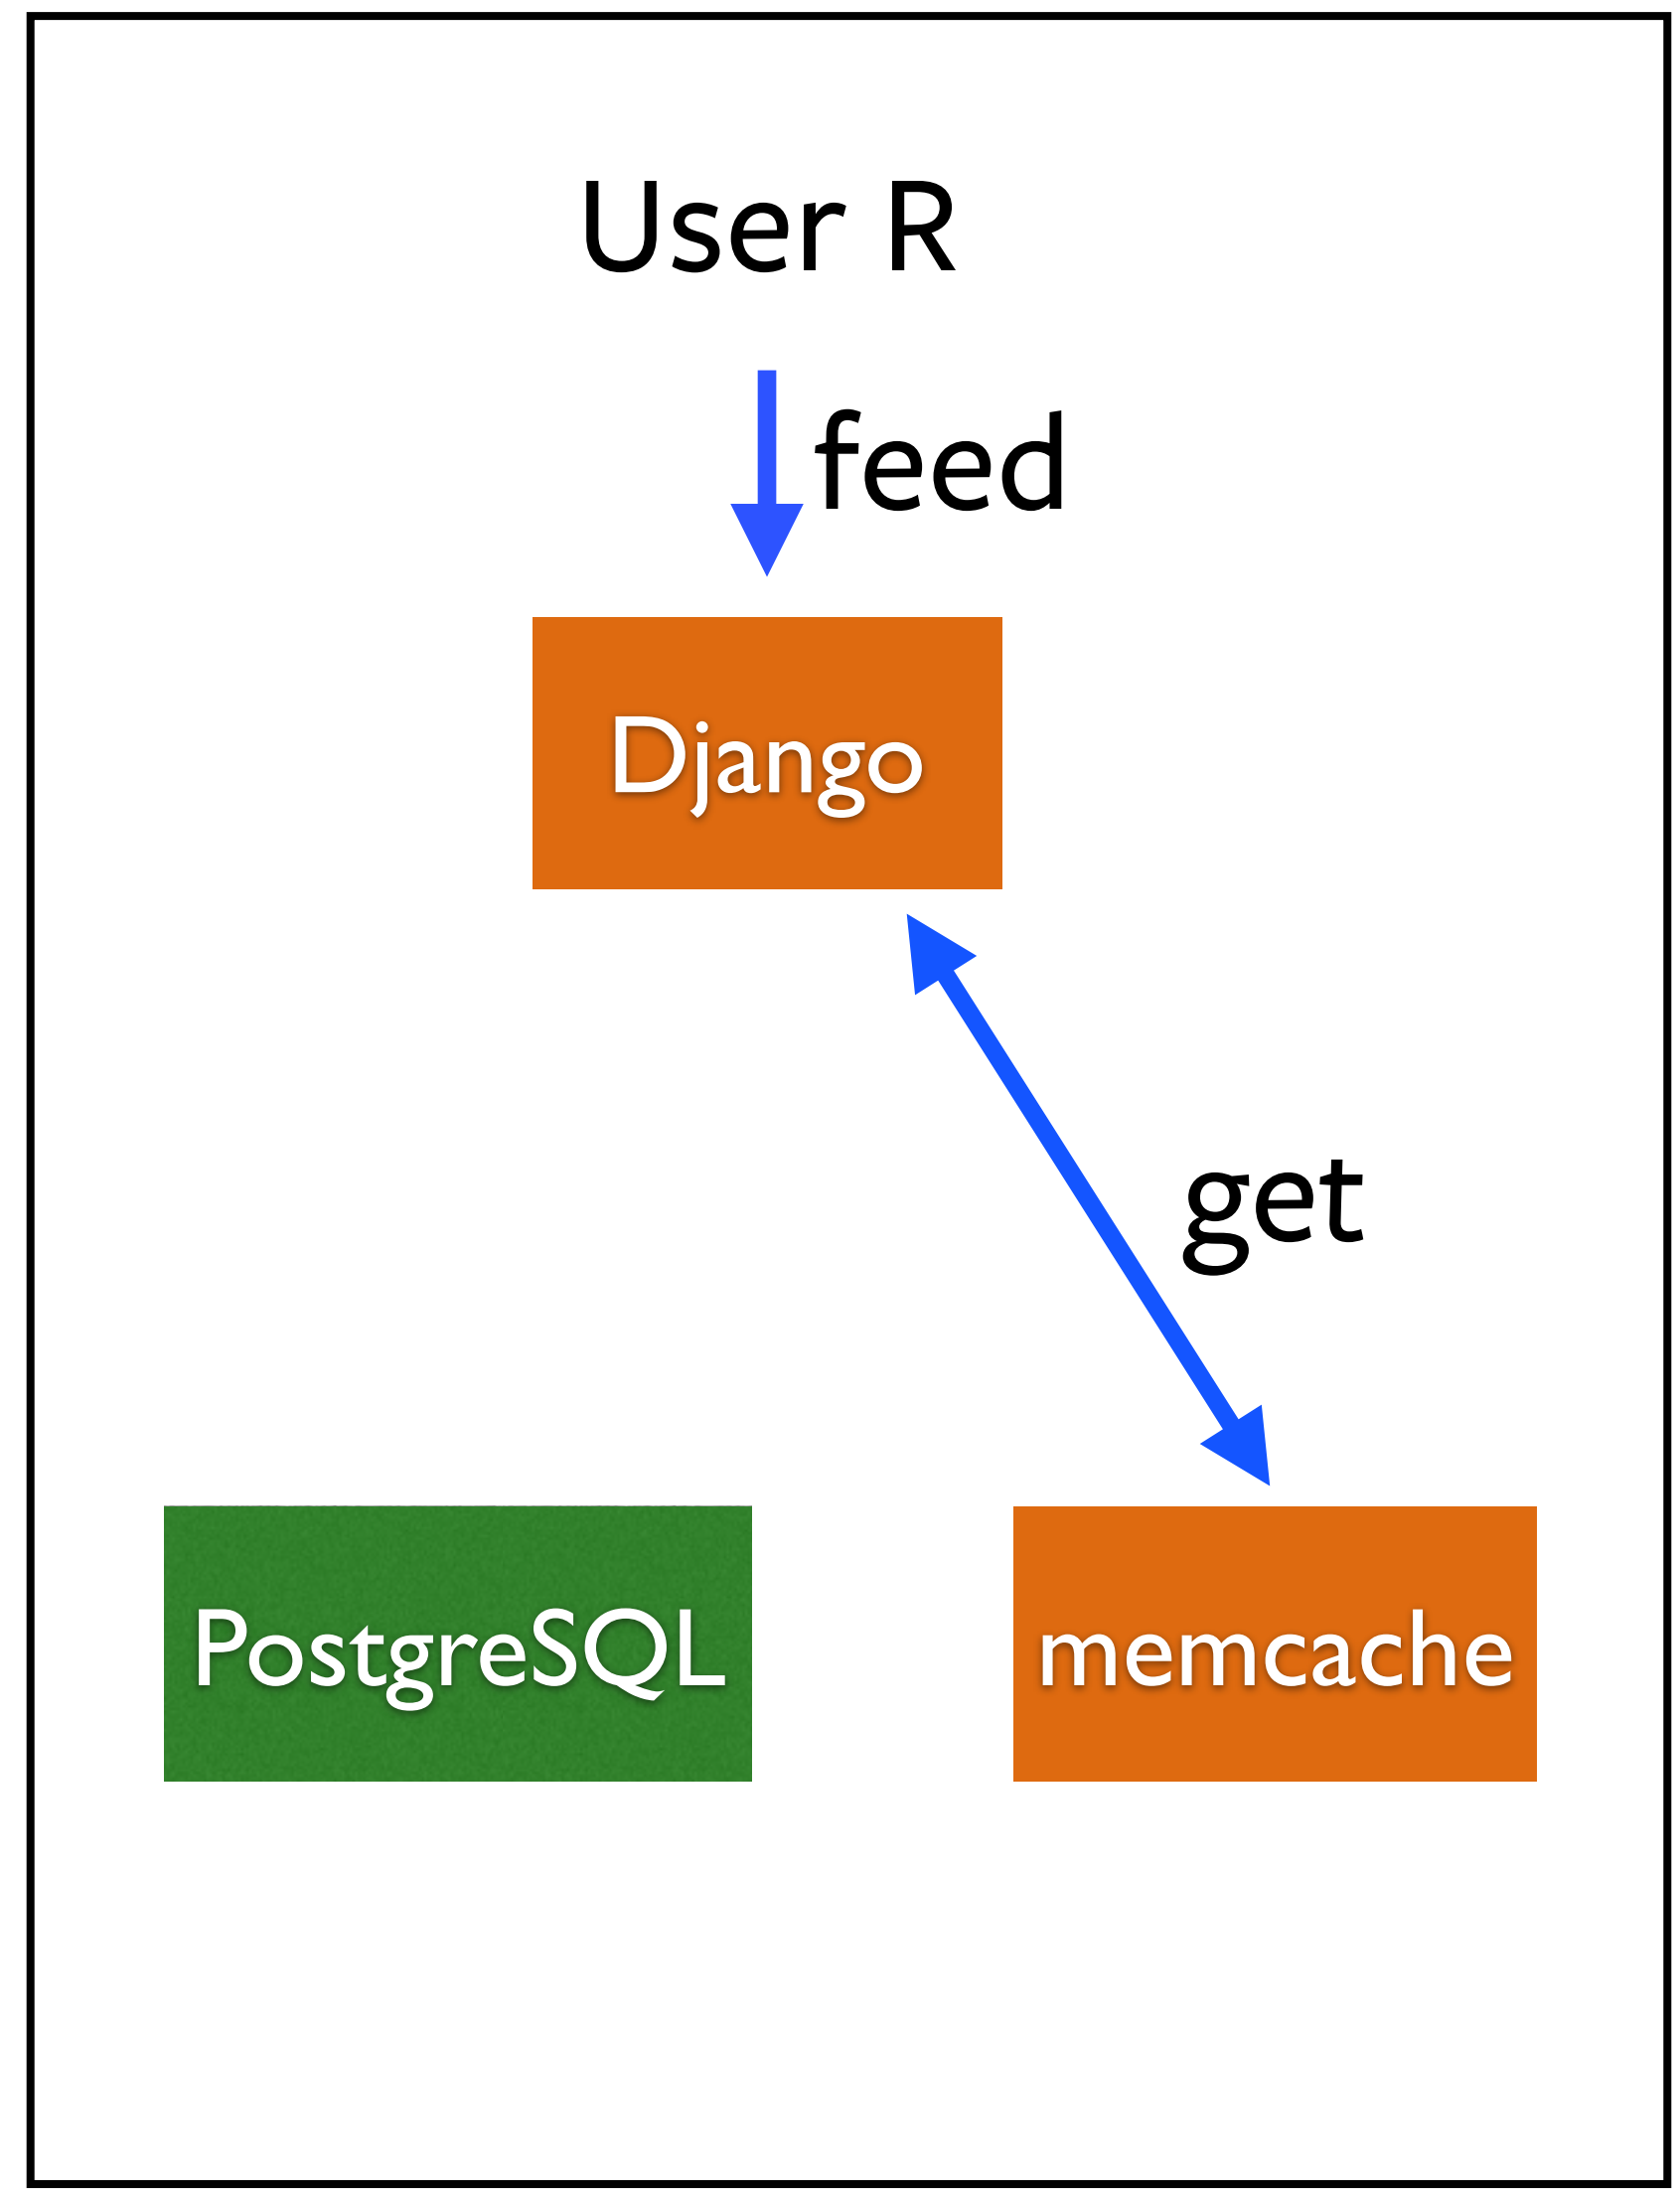 User R
feed
Django
get
PostgreSQL
memcache